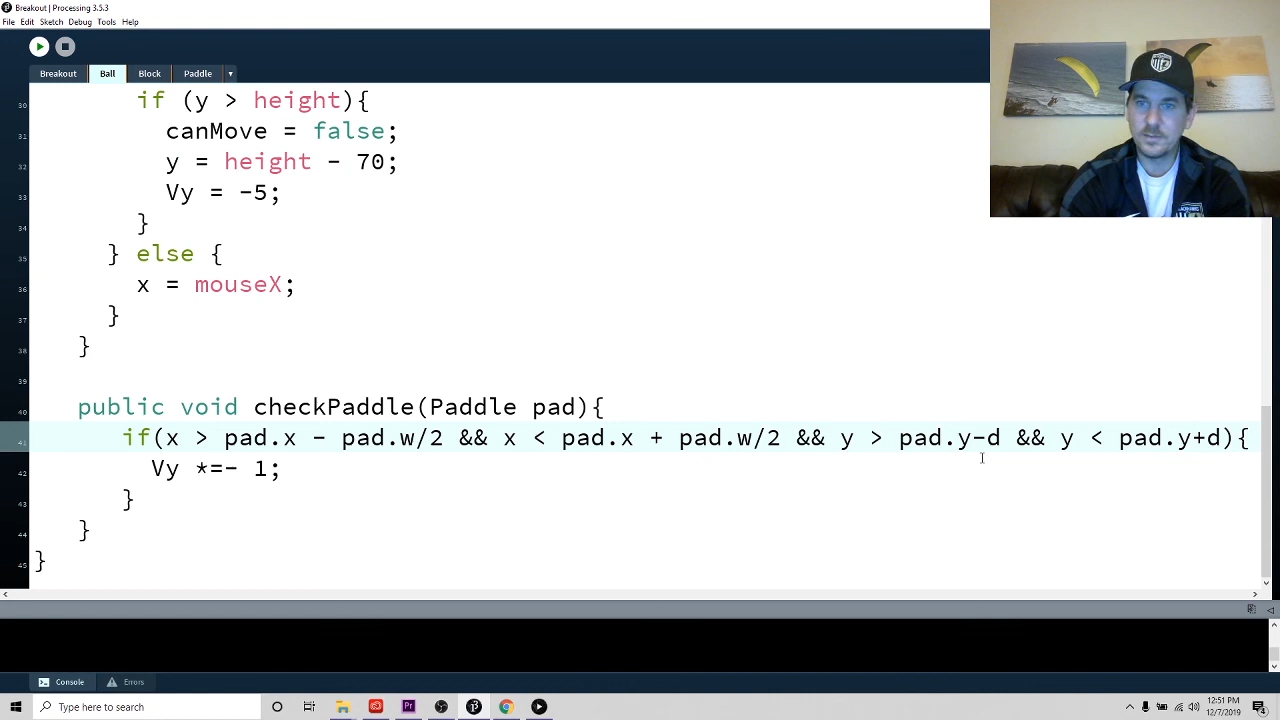 Breakout | Processing 3.5.3
File Edit Sketch Debug Tools Help
Breakout Ball Block Paddle
30 if (y > height){
31 canMove = false;
32 y = height - 70;
33 Vy = -5;
34 }
35 } else {
36 x = mouseX;
37 }
38 }
39
40 public void checkPaddle(Paddle pad){
41 if(x > pad.x - pad.w/2 && x < pad.x + pad.w/2 && y > pad.y-d && y < pad.y+d){
42 Vy *=- 1;
43 }
44 }
45 }
Console Errors
Type here to search
12:51 PM
12/7/2019